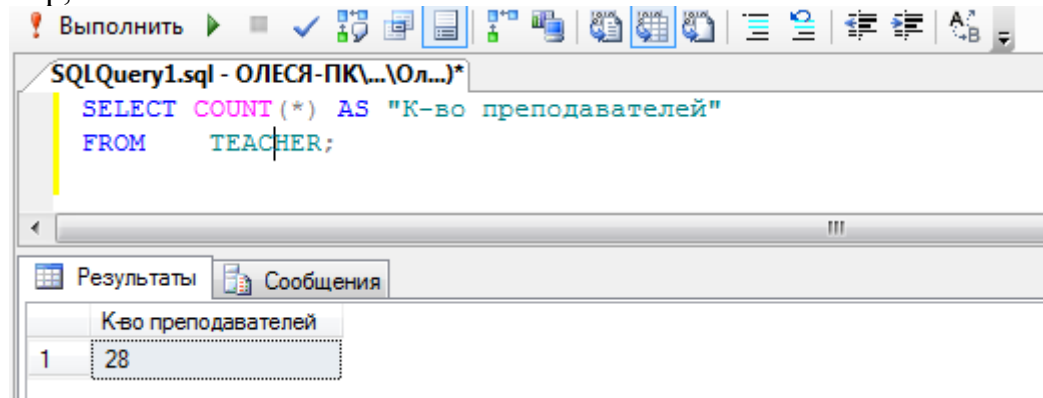 Выполнить
SQLQuery1.sql - ОЛЕСЯ-ПК\...\Ол...)*
SELECT COUNT(*) AS "К-во преподавателей"
FROM TEACHER;
Результаты Сообщения
К-во преподавателей
1 28